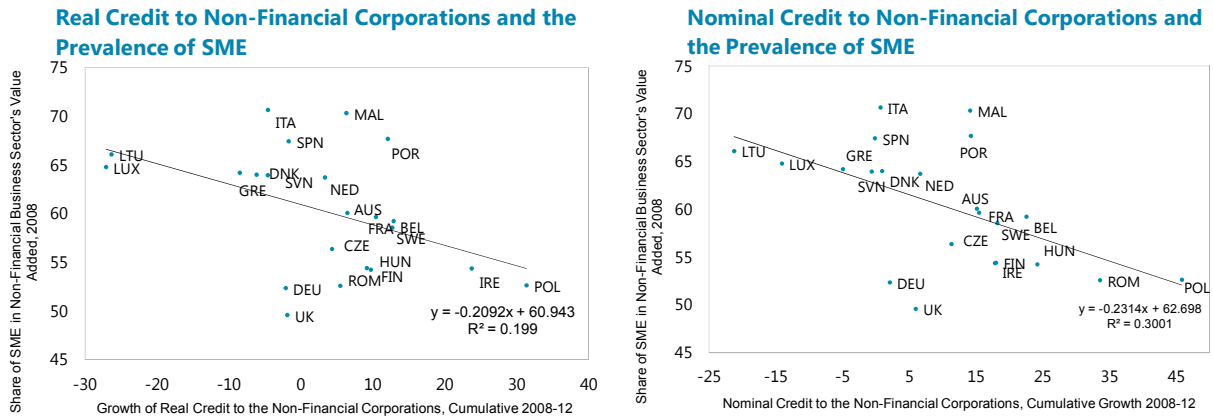 Real Credit to Non-Financial Corporations and the
Prevalence of SME
Share of SME in Non-Financial Business Sector's Value
Added, 2008
75
70
65
60
55
50
45
ITA
MAL
SPN
POR
LTU
LUX
DNK
GRE
SVN
NED
AUS
FRA
BEL
SWE
CZE
HUN
ROM
FIN
IRE
DEU
POL
UK
y = -0.2092x + 60.943
R² = 0.199
-30
-20
-10
0
10
20
30
40
Growth of Real Credit to the Non-Financial Corporations, Cumulative 2008-12
Nominal Credit to Non-Financial Corporations and
the Prevalence of SME
Share of SME in Non-Financial Business Sector's Value
Added, 2008
75
70
65
60
55
50
45
ITA
MAL
SPN
POR
LTU
LUX
GRE
SVN
DNK
NED
AUS
FRA
BEL
SWE
CZE
HUN
FIN
IRE
DEU
ROM
POL
UK
y = -0.2314x + 62.698
R² = 0.3001
-25
-15
-5
5
15
25
35
45
Nominal Credit to the Non-Financial Corporations, Cumulative Growth 2008-12